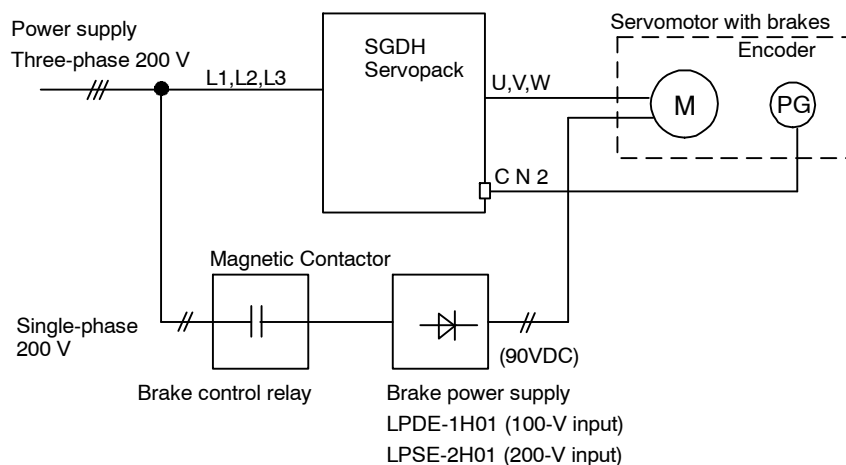 Power supply
Three-phase 200 V
L1,L2,L3
SGDH
Servopack
U,V,W
C N 2
Servomotor with brakes
Encoder
M
PG
Magnetic Contactor
Single-phase
200 V
(90VDC)
Brake control relay
Brake power supply
LPDE-1H01 (100-V input)
LPSE-2H01 (200-V input)